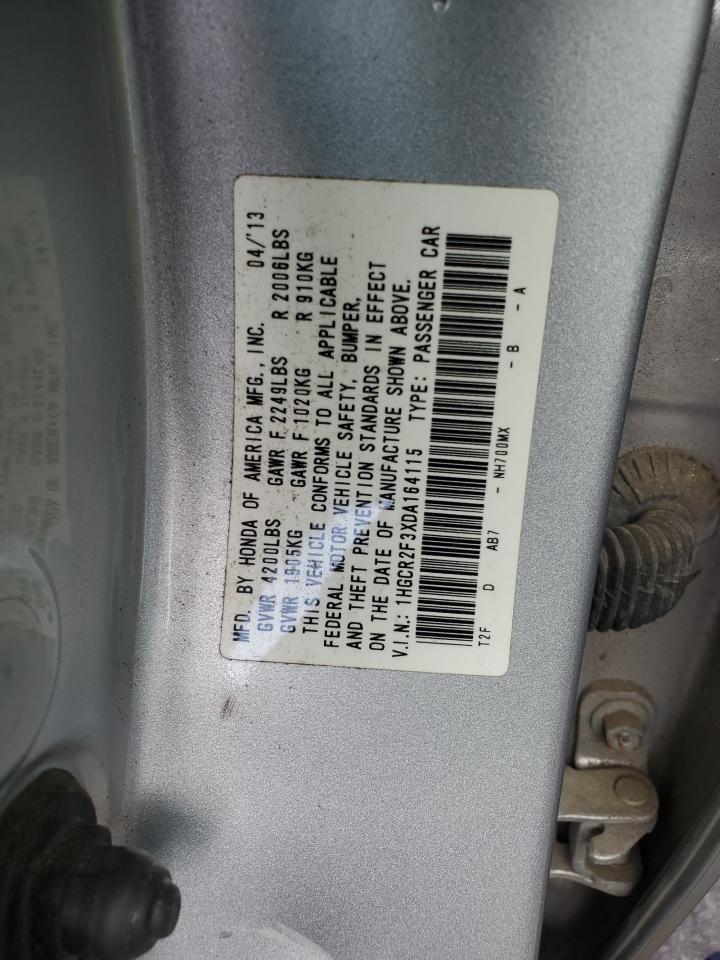 MFD. BY HONDA OF AMERICA MFG., INC. 04/'13
GVWR 4200LBS GAWR F 2249LBS R 2006LBS
GVWR 1905KG GAWR F 1020KG R 910KG
THIS VEHICLE CONFORMS TO ALL APPLICABLE
FEDERAL MOTOR VEHICLE SAFETY, BUMPER,
AND THEFT PREVENTION STANDARDS IN EFFECT
ON THE DATE OF MANUFACTURE SHOWN ABOVE.
V.I.N.: 1HGCR2F3XDA164115 TYPE: PASSENGER CAR
T2F D AB7 - NH700MX - B - A